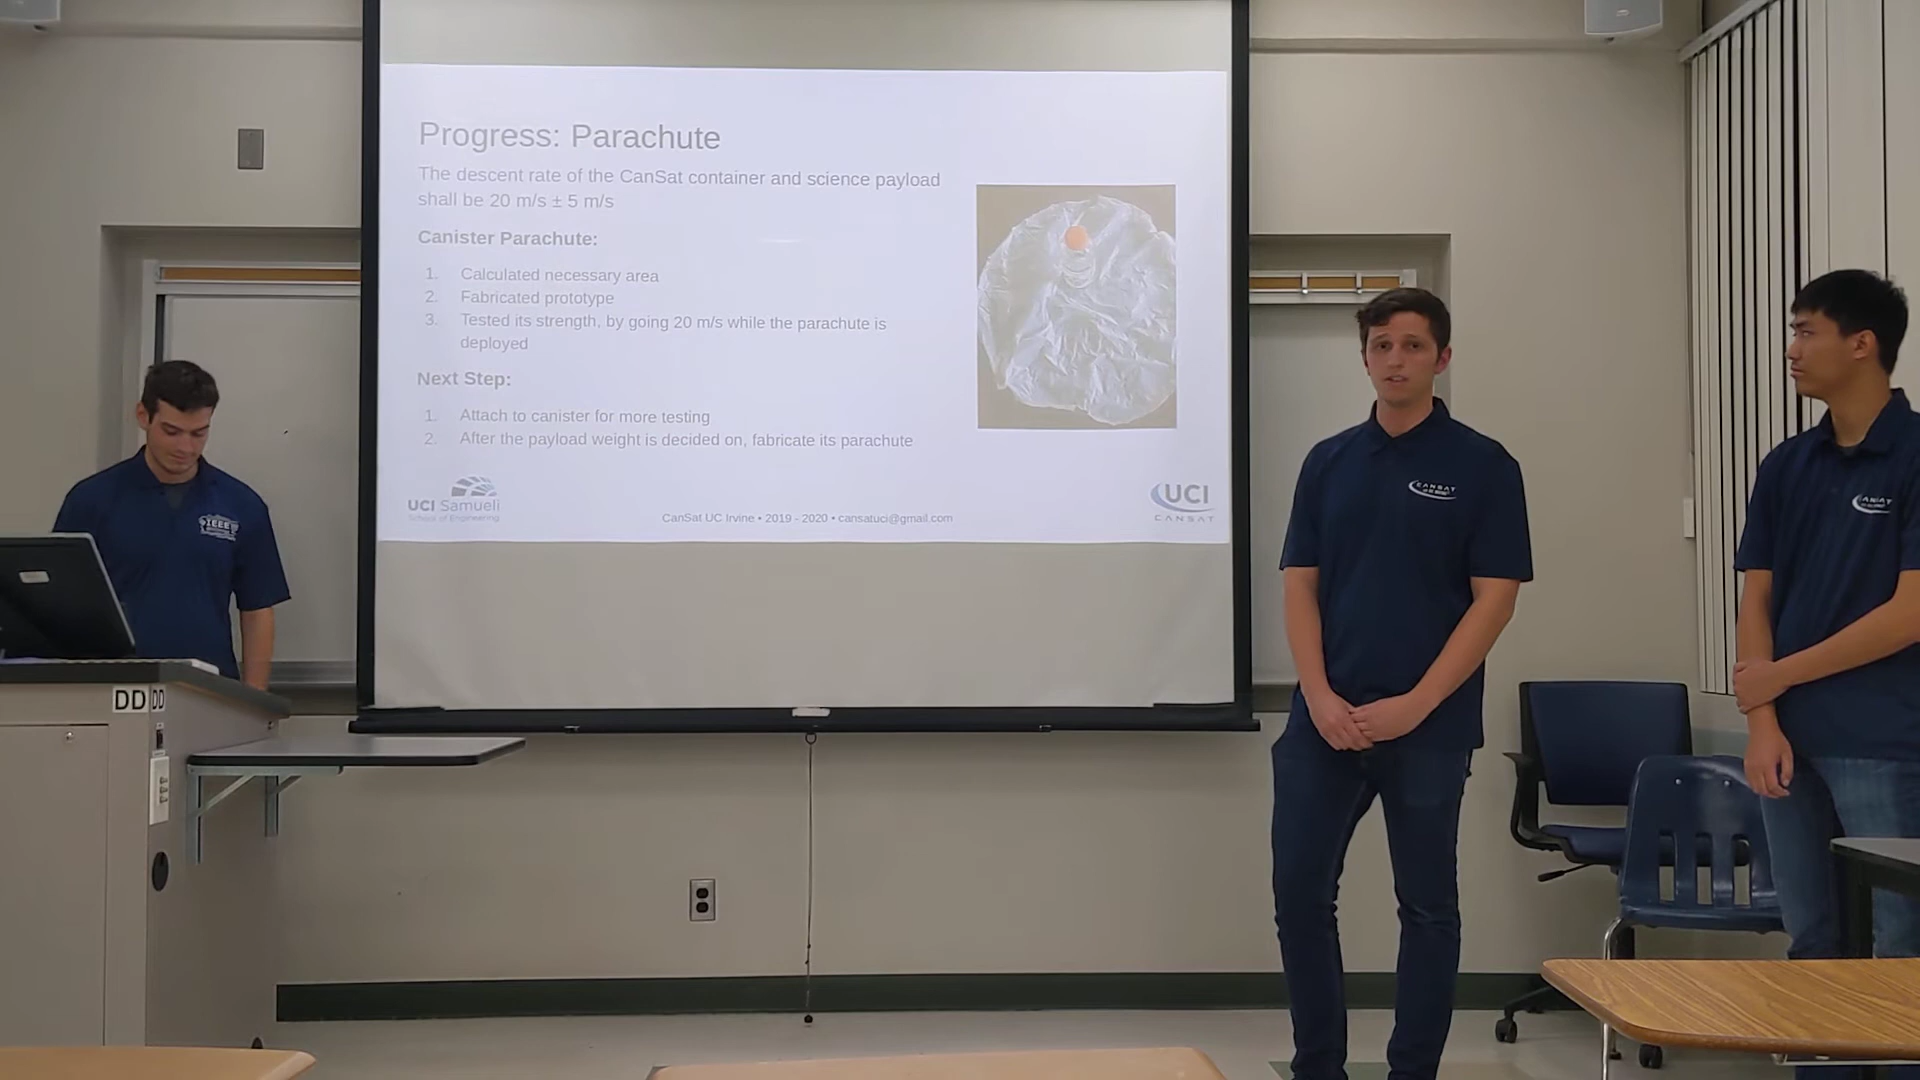 Progress: Parachute
The descent rate of the CanSat container and science payload
shall be 20 m/s ± 5 m/s
Canister Parachute:
1. Calculated necessary area
2. Fabricated prototype
3. Tested its strength, by going 20 m/s while the parachute is
deployed
Next Step:
1. Attach to canister for more testing
2. After the payload weight is decided on, fabricate its parachute
UCI Samueli
School of Engineering
CanSat UC Irvine • 2019 - 2020 • cansatuci@gmail.com
UCI
CANSAT
IEEE
CANSAT
DD DD